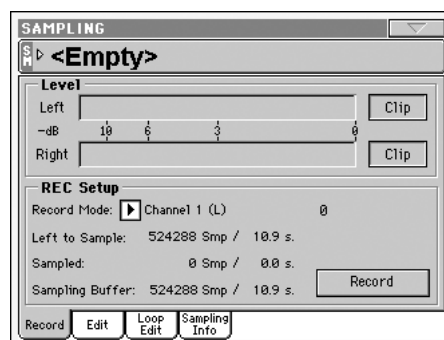 SAMPLING
SM <Empty>
Level
Left Clip
-dB 10 6 3 0
Right Clip
REC Setup
Record Mode: Channel 1 (L) 0
Left to Sample: 524288 Smp / 10.9 s.
Sampled: 0 Smp / 0.0 s.
Sampling Buffer: 524288 Smp / 10.9 s.
Record
Record Edit Loop Edit Sampling Info